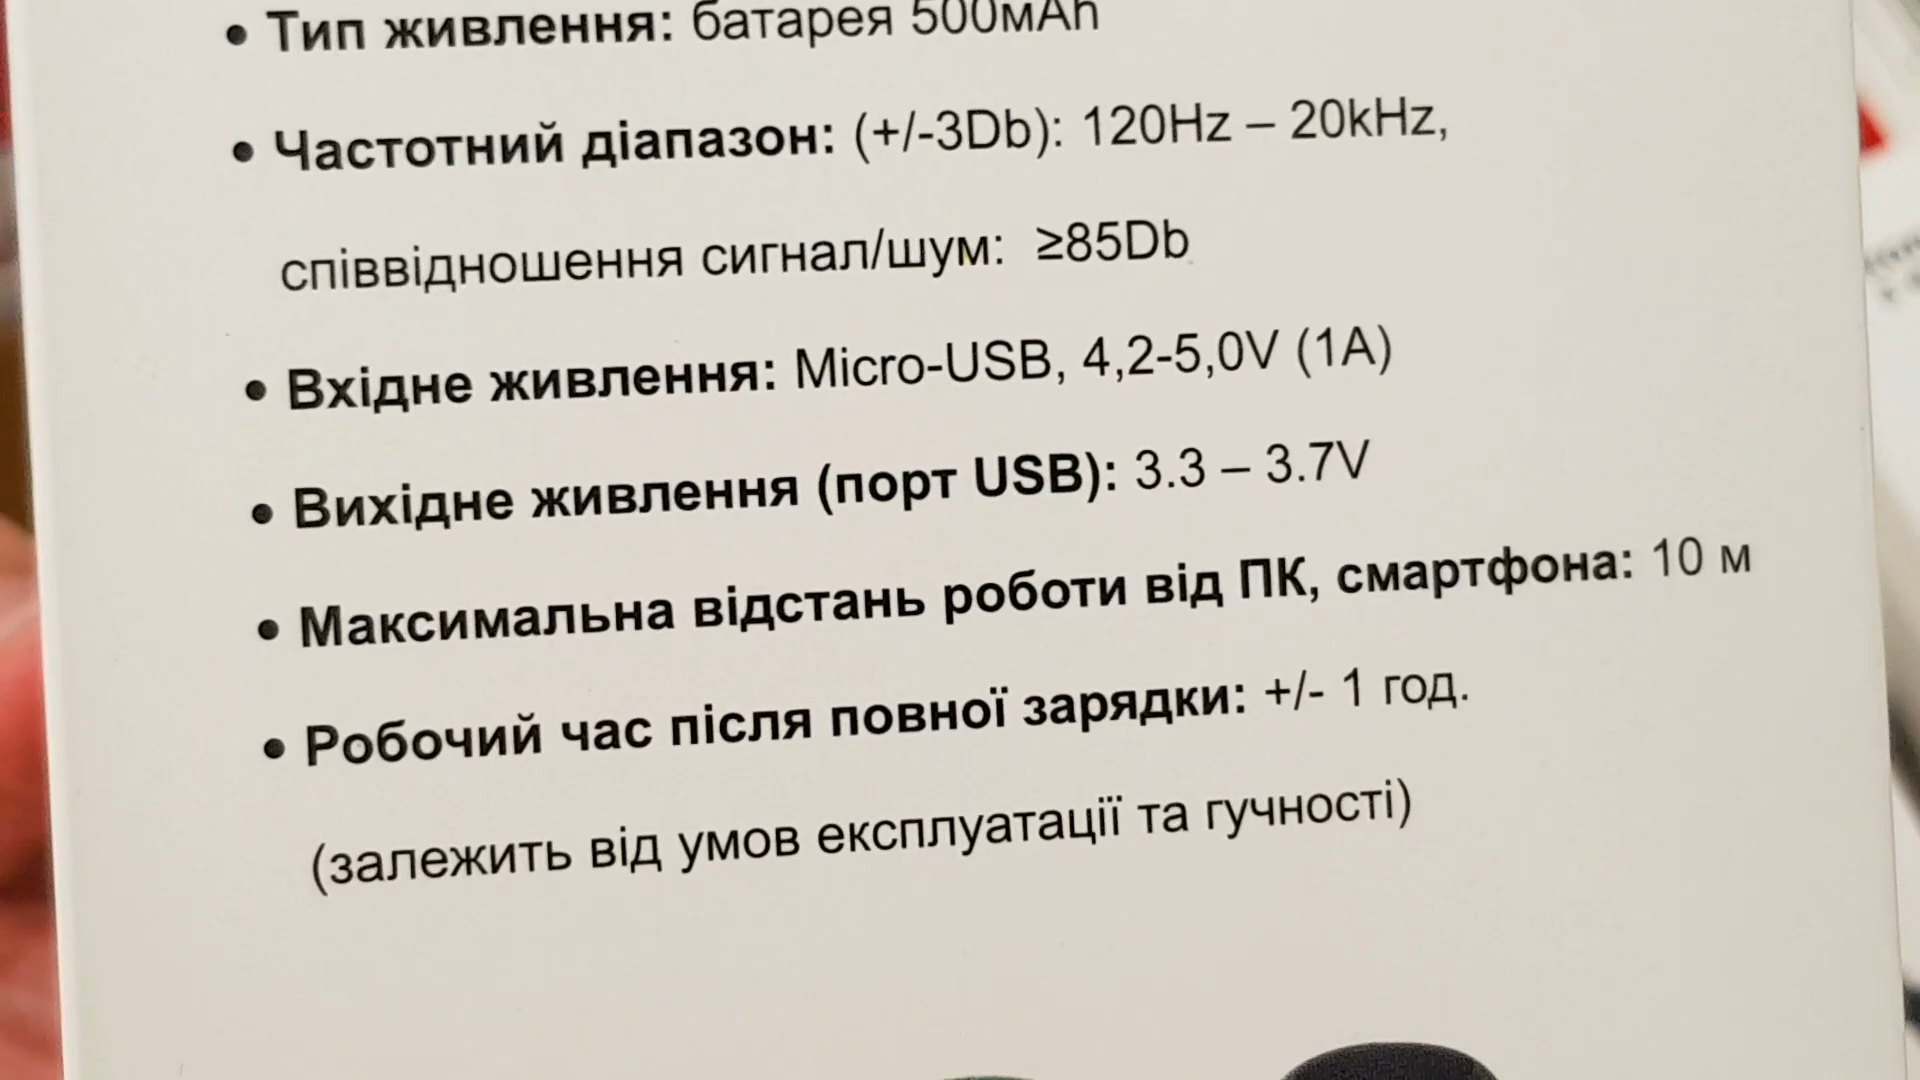 • Тип живлення: батарея 500мAh
• Частотний діапазон: (+/-3Db): 120Hz – 20kHz,
співвідношення сигнал/шум: ≥85Db
• Вхідне живлення: Micro-USB, 4,2-5,0V (1A)
• Вихідне живлення (порт USB): 3.3 – 3.7V
• Максимальна відстань роботи від ПК, смартфона: 10 м
• Робочий час після повної зарядки: +/- 1 год.
(залежить від умов експлуатації та гучності)